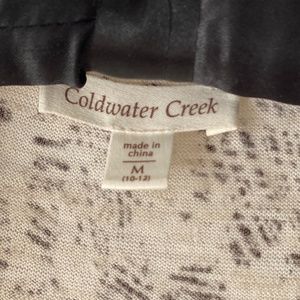 Coldwater Creek
made in
china
M
(10-12)